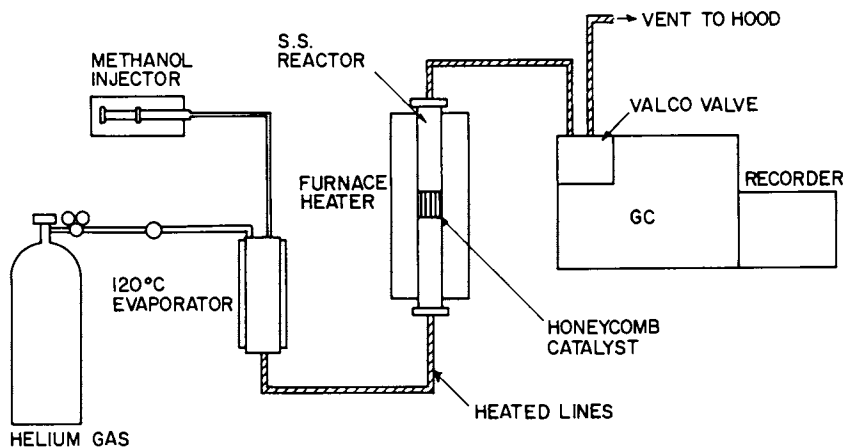 VENT TO HOOD
S.S.
REACTOR
METHANOL
INJECTOR
VALCO VALVE
FURNACE
HEATER
RECORDER
GC
120°C
EVAPORATOR
HONEYCOMB
CATALYST
HEATED LINES
HELIUM GAS